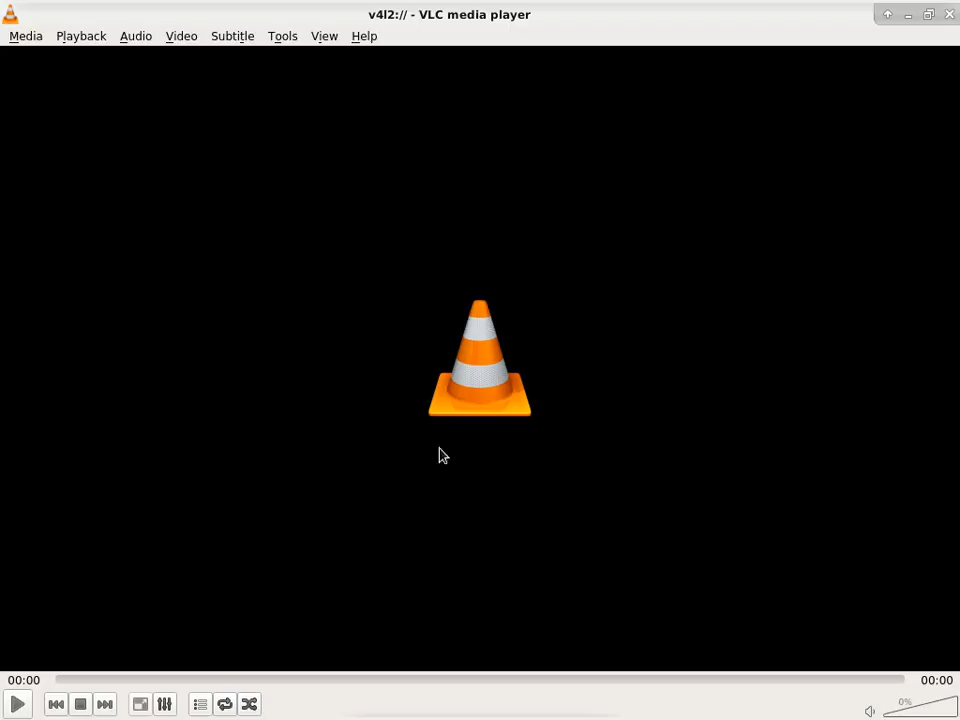 v4l2:// - VLC media player
Media Playback Audio Video Subtitle Tools View Help
00:00 00:00
0%